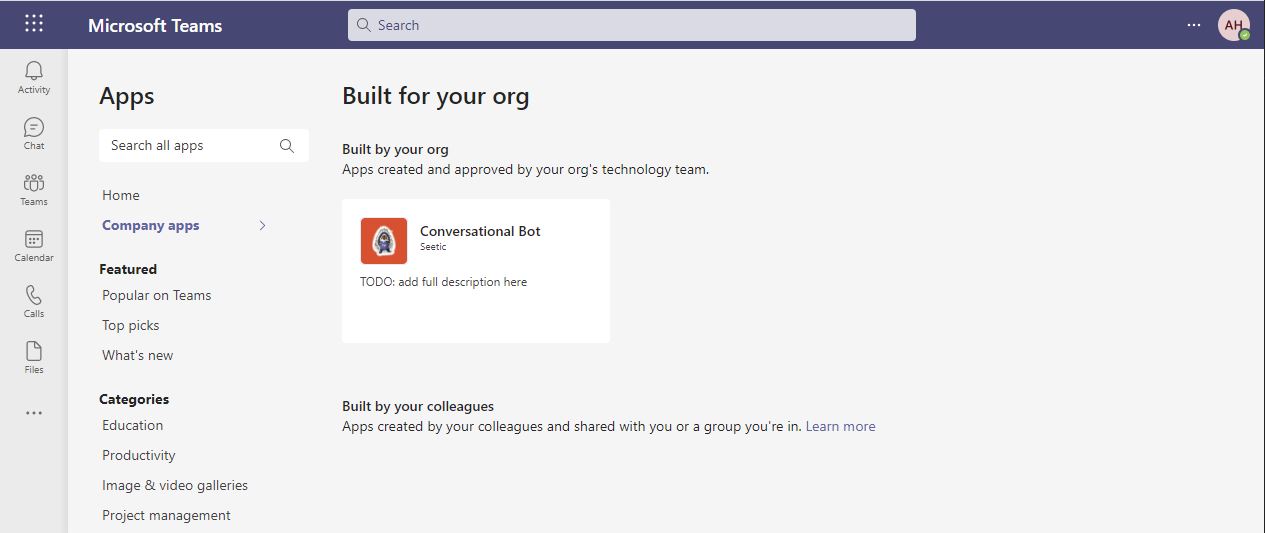 Microsoft Teams
Search
AH
Activity
Chat
Teams
Calendar
Calls
Files
Apps
Search all apps
Home
Company apps
Featured
Popular on Teams
Top picks
What's new
Categories
Education
Productivity
Image & video galleries
Project management
Built for your org
Built by your org
Apps created and approved by your org's technology team.
Conversational Bot
Seetic
TODO: add full description here
Built by your colleagues
Apps created by your colleagues and shared with you or a group you're in. Learn more